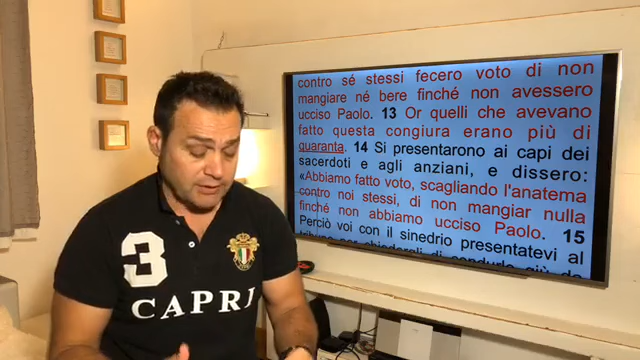 contro sé stessi fecero voto di non
mangiare né bere finché non avessero
ucciso Paolo. 13 Or quelli che avevano
fatto questa congiura erano più di
quaranta. 14 Si presentarono ai capi dei
sacerdoti e agli anziani, e dissero:
«Abbiamo fatto voto, scagliando l'anatema
contro noi stessi, di non mangiar nulla
finché non abbiamo ucciso Paolo. 15
Perciò voi con il sinedrio presentatevi al
3
CAPRI